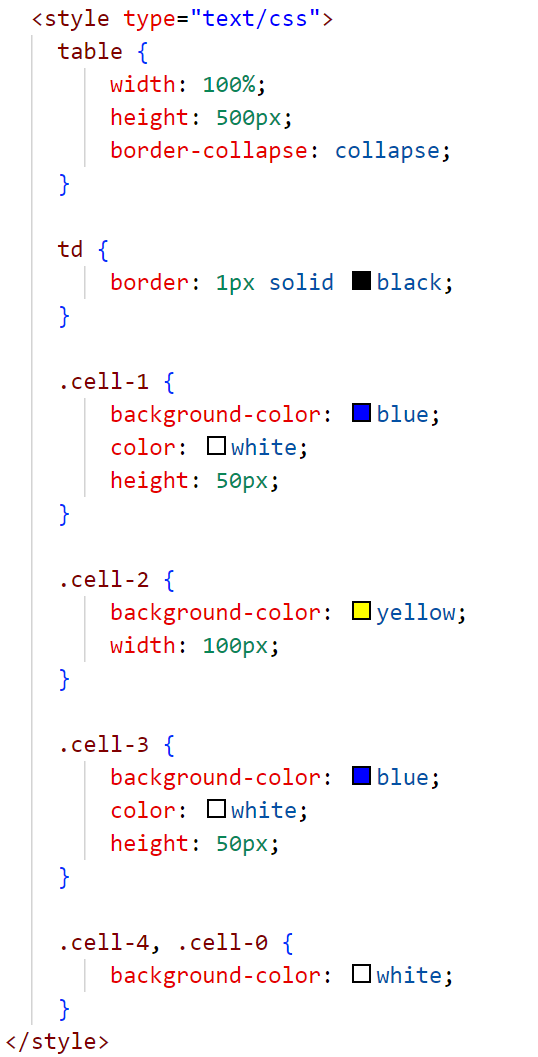 <style type="text/css">
table {
width: 100%;
height: 500px;
border-collapse: collapse;
}
td {
border: 1px solid black;
}
.cell-1 {
background-color: blue;
color: white;
height: 50px;
}
.cell-2 {
background-color: yellow;
width: 100px;
}
.cell-3 {
background-color: blue;
color: white;
height: 50px;
}
.cell-4, .cell-0 {
background-color: white;
}
</style>